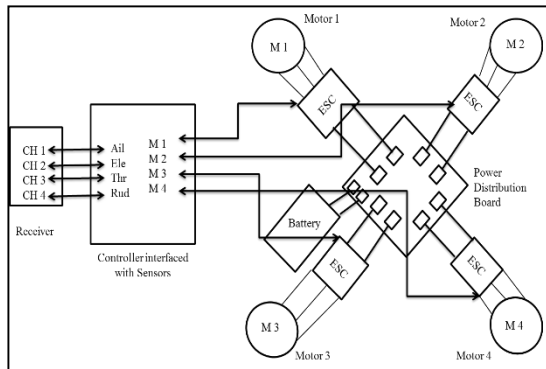 Motor 1
Motor 2
M 1
M 2
ESC
ESC
CH 1
CH 2
CH 3
CH 4
Ail
Ele
Thr
Rud
M 1
M 2
M 3
M 4
Receiver
Controller interfaced
with Sensors
Battery
Power
Distribution
Board
ESC
ESC
M 3
M 4
Motor 3
Motor 4